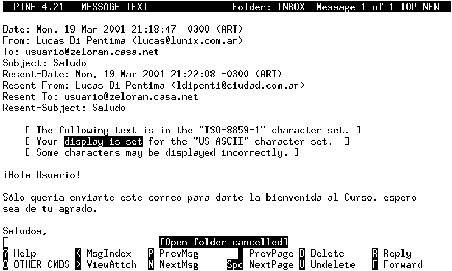 PINE 4.21 MESSAGE TEXT Folder: INBOX Message 1 of 1 TOP NEW
Date: Mon, 19 Mar 2001 21:18:47 -0300 (ART)
From: Lucas Di Pentima (lucas@lunix.com.ar)
To: usuario@zeloran.casa.net
Subject: Saludo
Resent-Date: Mon, 19 Mar 2001 21:22:08 -0300 (ART)
Resent From: Lucas Di Pentima <ldipenti@ciudad.com.ar>
Resent To: usuario@zeloran.casa.net
Resent-Subject: Saludo
[ The following text is in the "ISO-8859-1" character set. ]
[ Your display is set for the "US ASCII" character set. ]
[ Some characters may be displayed incorrectly. ]
¡Hola Usuario!
Sólo quería enviarte este correo para darte la bienvenida al Curso. espero
sea de tu agrado.
Saludos,
[Open folder cancelled]
? Help < MsgIndex P PrevMsg - PrevPage D Delete R Reply
O OTHER CMDS > ViewAttch N NextMsg Spc NextPage U Undelete F Forward